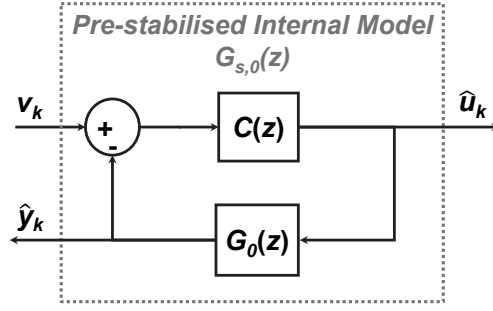 Pre-stabilised Internal Model
G_{s,0}(z)
v_k
+
-
C(z)
û_k
ŷ_k
G_0(z)